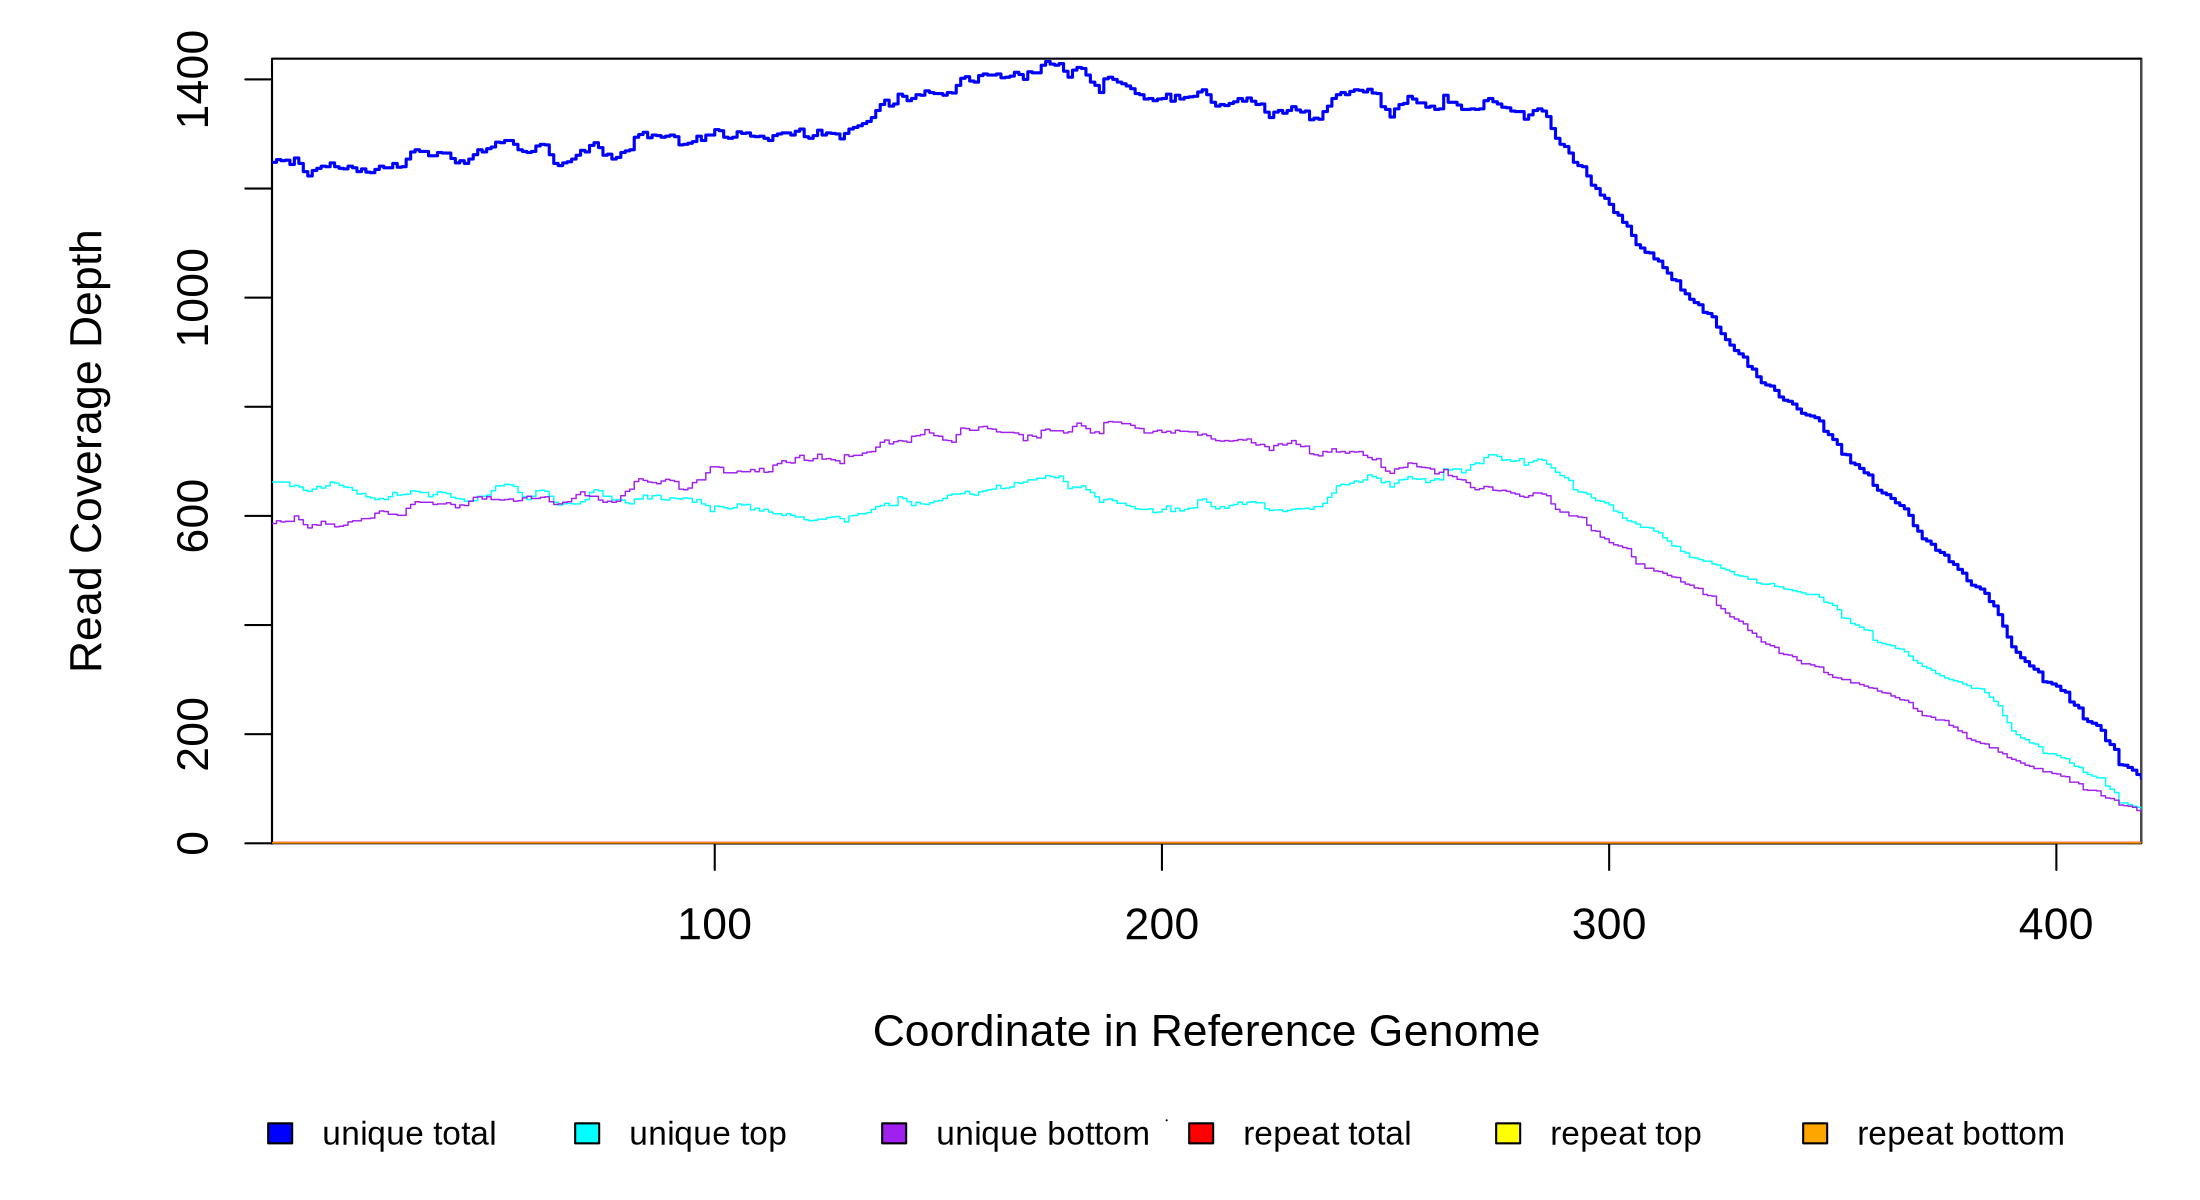 Read Coverage Depth
1400
1000
600
200
0
100 200 300 400
Coordinate in Reference Genome
unique total unique top unique bottom repeat total repeat top repeat bottom